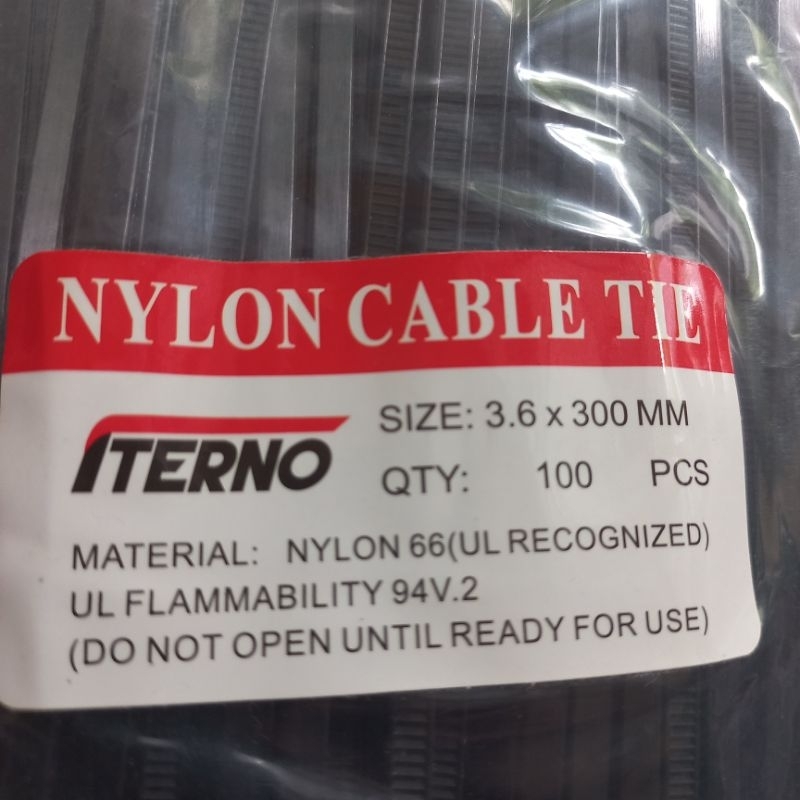 NYLON CABLE TIE
ITERNO
SIZE: 3.6 x 300 MM
QTY: 100 PCS
MATERIAL: NYLON 66(UL RECOGNIZED)
UL FLAMMABILITY 94V.2
(DO NOT OPEN UNTIL READY FOR USE)